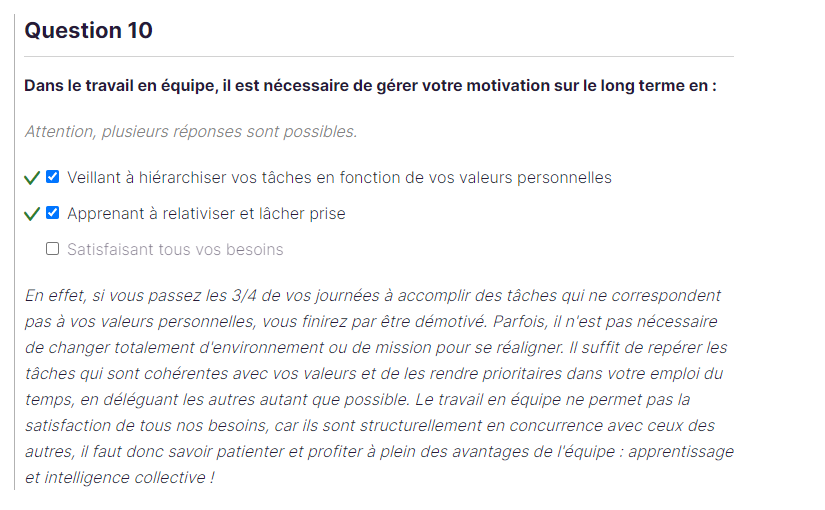 Question 10
Dans le travail en équipe, il est nécessaire de gérer votre motivation sur le long terme en :
Attention, plusieurs réponses sont possibles.
Veillant à hiérarchiser vos tâches en fonction de vos valeurs personnelles
Apprenant à relativiser et lâcher prise
Satisfaisant tous vos besoins
En effet, si vous passez les 3/4 de vos journées à accomplir des tâches qui ne correspondent
pas à vos valeurs personnelles, vous finirez par être démotivé. Parfois, il n'est pas nécessaire
de changer totalement d'environnement ou de mission pour se réaligner. Il suffit de repérer les
tâches qui sont cohérentes avec vos valeurs et de les rendre prioritaires dans votre emploi du
temps, en déléguant les autres autant que possible. Le travail en équipe ne permet pas la
satisfaction de tous nos besoins, car ils sont structurellement en concurrence avec ceux des
autres, il faut donc savoir patienter et profiter à plein des avantages de l'équipe : apprentissage
et intelligence collective !